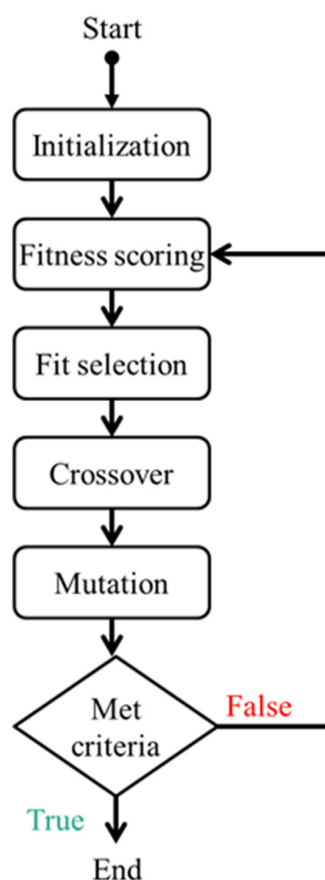 Start
Initialization
Fitness scoring
Fit selection
Crossover
Mutation
Met
criteria
False
True
End